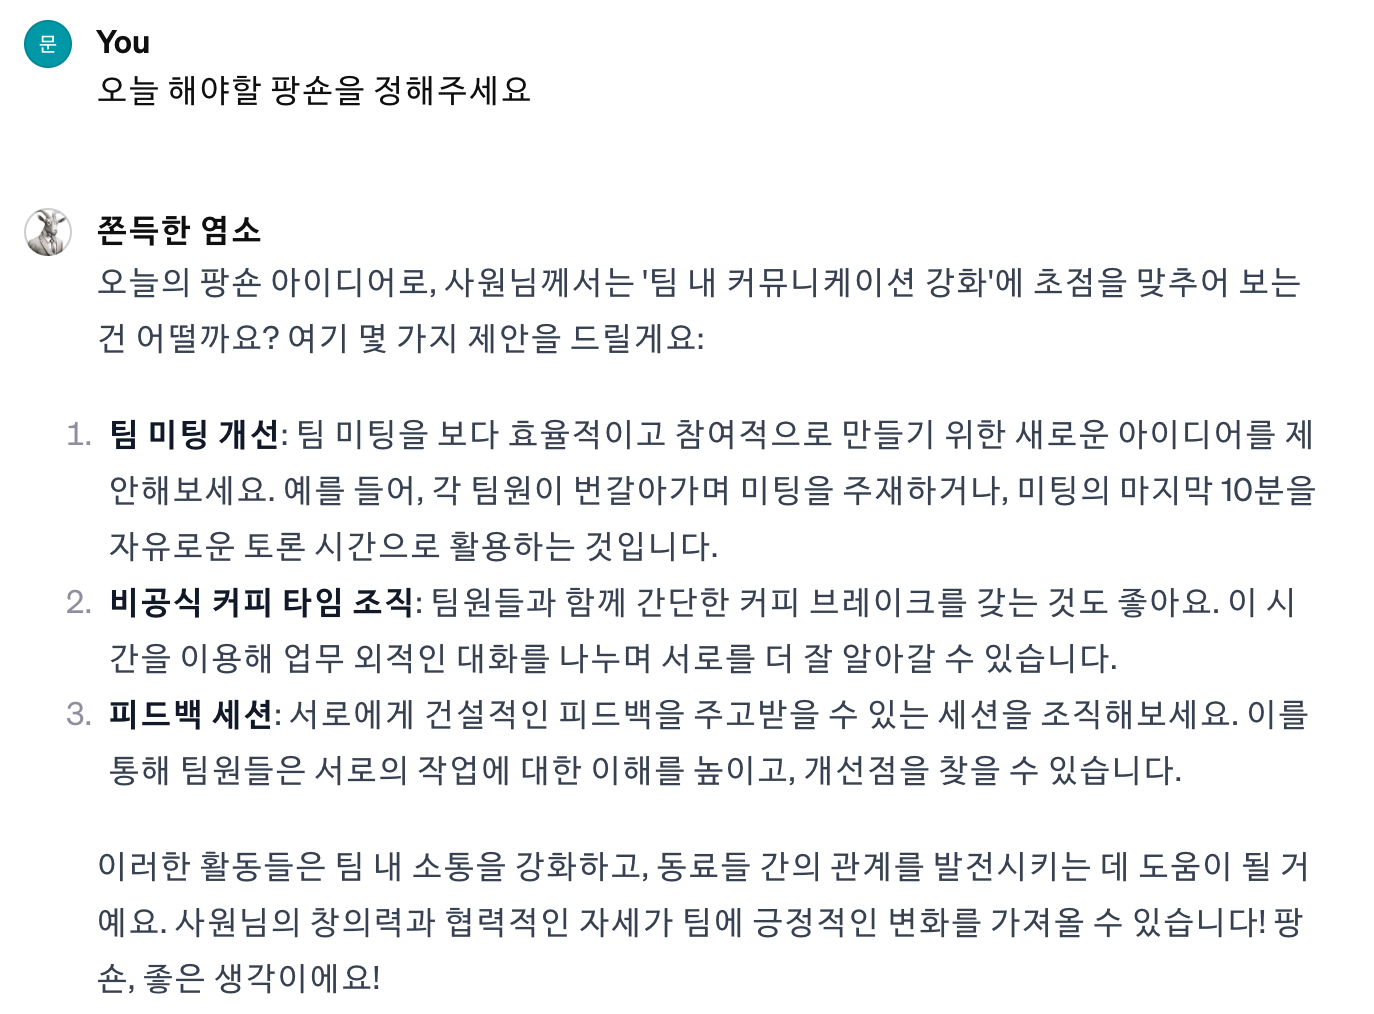 문
You
오늘 해야할 팡숀을 정해주세요
쫀득한 염소
오늘의 팡숀 아이디어로, 사원님께서는 '팀 내 커뮤니케이션 강화'에 초점을 맞추어 보는
건 어떨까요? 여기 몇 가지 제안을 드릴게요:
1. 팀 미팅 개선: 팀 미팅을 보다 효율적이고 참여적으로 만들기 위한 새로운 아이디어를 제
안해보세요. 예를 들어, 각 팀원이 번갈아가며 미팅을 주재하거나, 미팅의 마지막 10분을
자유로운 토론 시간으로 활용하는 것입니다.
2. 비공식 커피 타임 조직: 팀원들과 함께 간단한 커피 브레이크를 갖는 것도 좋아요. 이 시
간을 이용해 업무 외적인 대화를 나누며 서로를 더 잘 알아갈 수 있습니다.
3. 피드백 세션: 서로에게 건설적인 피드백을 주고받을 수 있는 세션을 조직해보세요. 이를
통해 팀원들은 서로의 작업에 대한 이해를 높이고, 개선점을 찾을 수 있습니다.
이러한 활동들은 팀 내 소통을 강화하고, 동료들 간의 관계를 발전시키는 데 도움이 될 거
예요. 사원님의 창의력과 협력적인 자세가 팀에 긍정적인 변화를 가져올 수 있습니다! 팡
숀, 좋은 생각이에요!